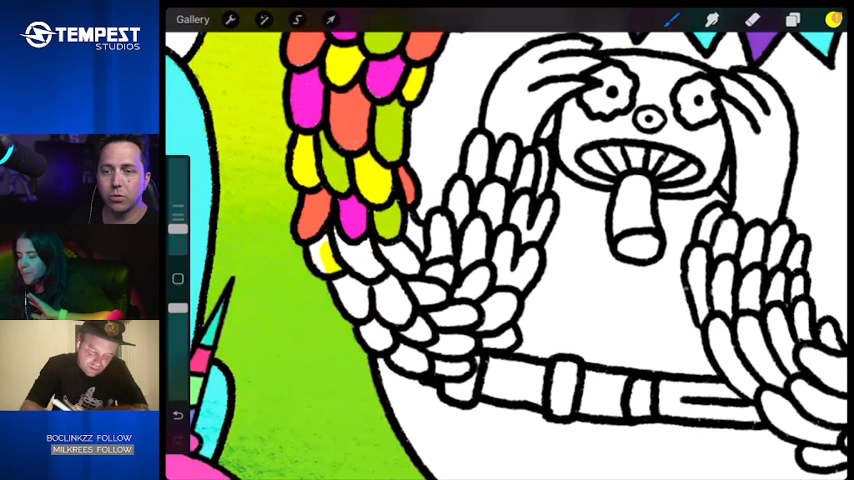 TEMPEST
STUDIOS
Gallery
BOCLINKZZ FOLLOW
MILKREES FOLLOW